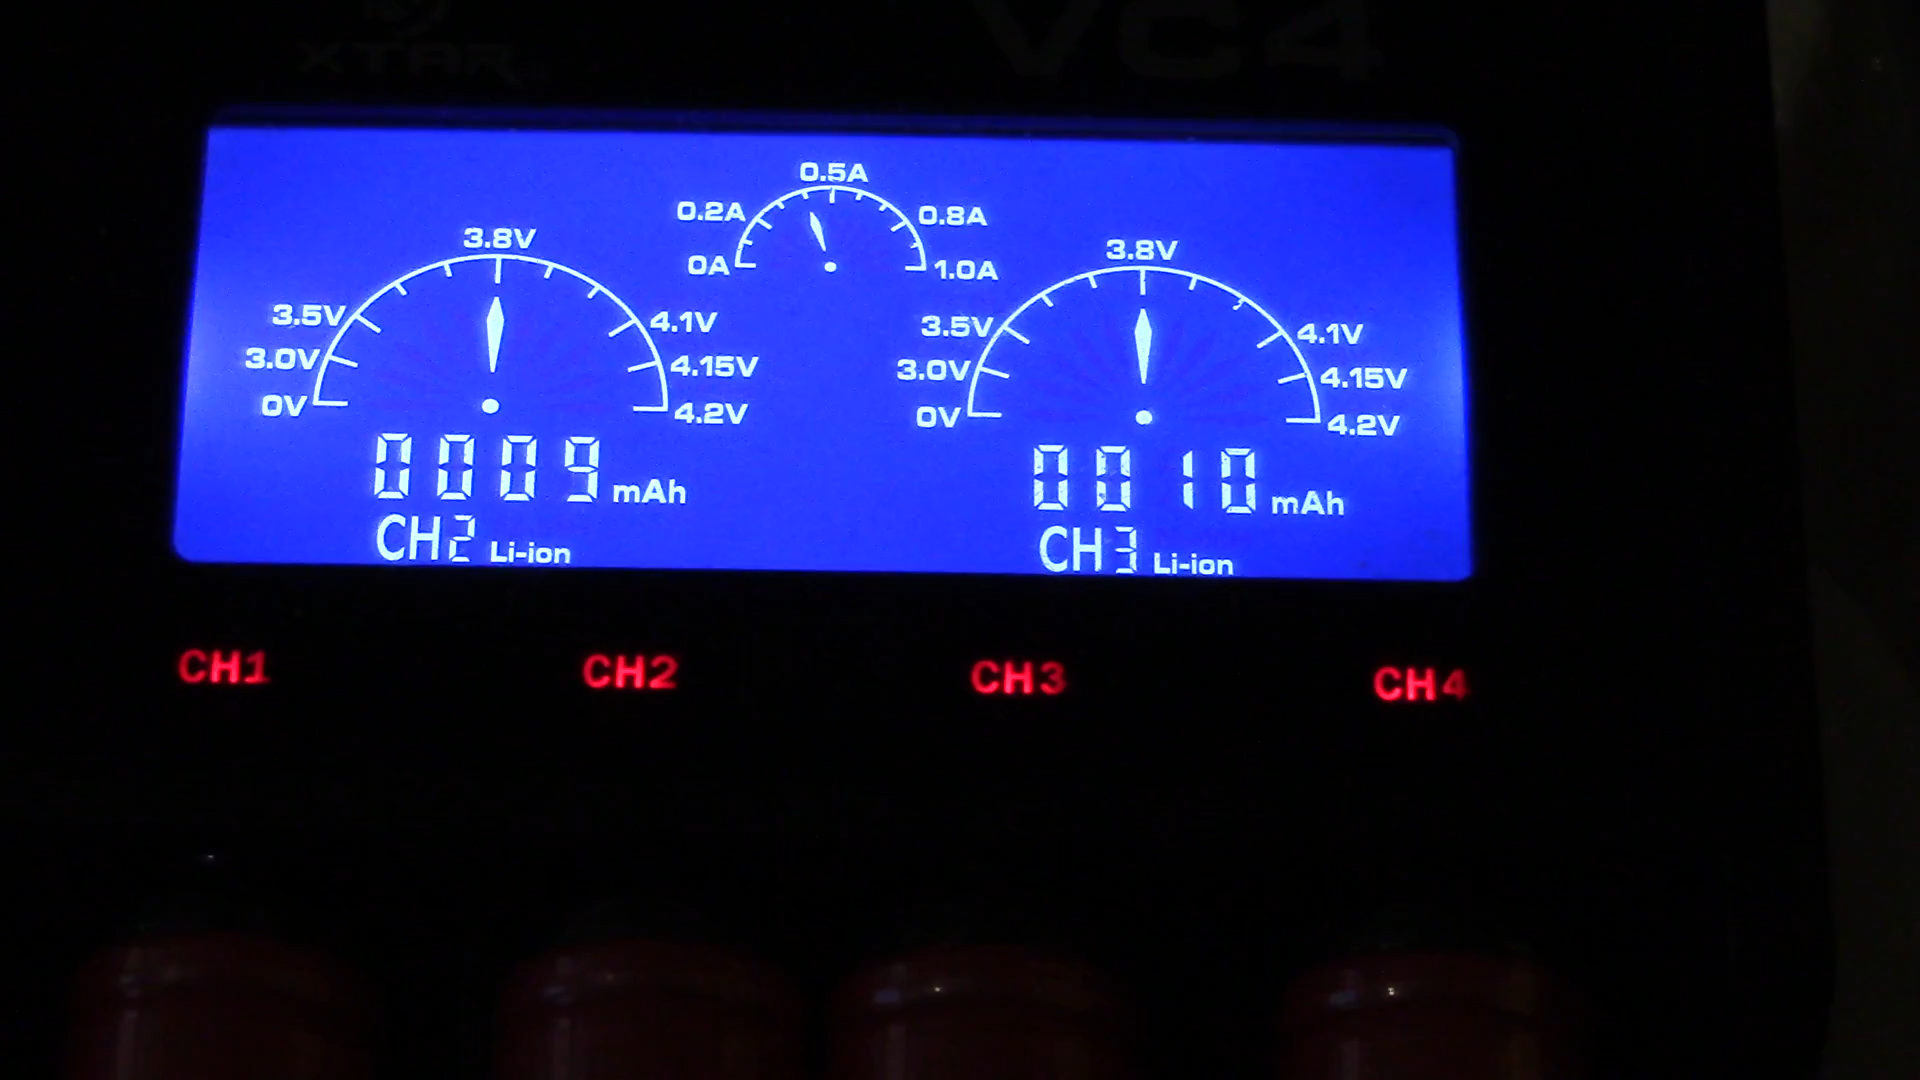 XTAR
VC4
0.5A
0.2A
0.8A
0A
1.0A
3.8V
3.5V
4.1V
3.0V
4.15V
0V
4.2V
0009 mAh
CH2 Li-ion
3.8V
3.5V
4.1V
3.0V
4.15V
0V
4.2V
0010 mAh
CH3 Li-ion
CH1 CH2 CH3 CH4